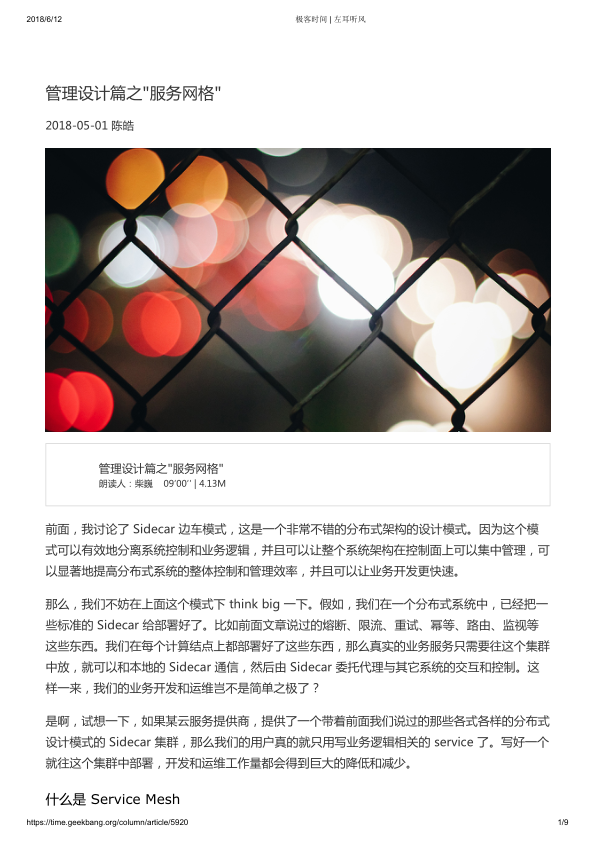 2018/6/12
极客时间 | 左耳听风
管理设计篇之"服务网格"
2018-05-01 陈皓
管理设计篇之"服务网格"
朗读人：柴巍    09′00′′ | 4.13M
前面，我讨论了 Sidecar 边车模式，这是一个非常不错的分布式架构的设计模式。因为这个模
式可以有效地分离系统控制和业务逻辑，并且可以让整个系统架构在控制面上可以集中管理，可
以显著地提高分布式系统的整体控制和管理效率，并且可以让业务开发更快速。
那么，我们不妨在上面这个模式下 think big 一下。假如，我们在一个分布式系统中，已经把一
些标准的 Sidecar 给部署好了。比如前面文章说过的熔断、限流、重试、幂等、路由、监视等
这些东西。我们在每个计算结点上都部署好了这些东西，那么真实的业务服务只需要往这个集群
中放，就可以和本地的 Sidecar 通信，然后由 Sidecar 委托代理与其它系统的交互和控制。这
样一来，我们的业务开发和运维岂不是简单之极了？
是啊，试想一下，如果某云服务提供商，提供了一个带着前面我们说过的那些各式各样的分布式
设计模式的 Sidecar 集群，那么我们的用户真的就只用写业务逻辑相关的 service 了。写好一个
就往这个集群中部署，开发和运维工作量都会得到巨大的降低和减少。
什么是 Service Mesh
https://time.geekbang.org/column/article/5920
1/9